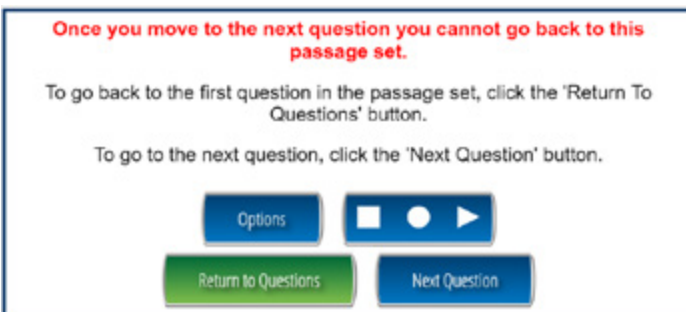 Once you move to the next question you cannot go back to this
passage set.
To go back to the first question in the passage set, click the 'Return To
Questions' button.
To go to the next question, click the 'Next Question' button.
Options
Return to Questions
Next Question